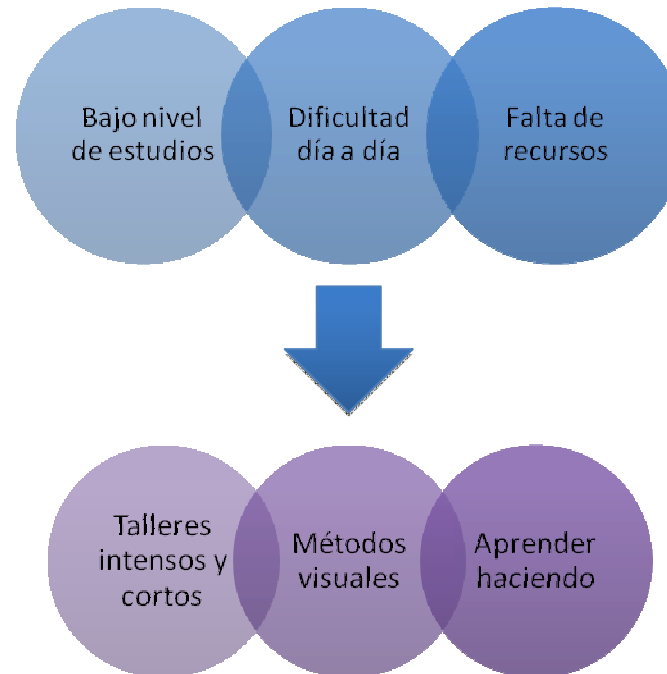 Bajo nivel
de estudios
Dificultad
día a día
Falta de
recursos
Talleres
intensos y
cortos
Métodos
visuales
Aprender
haciendo